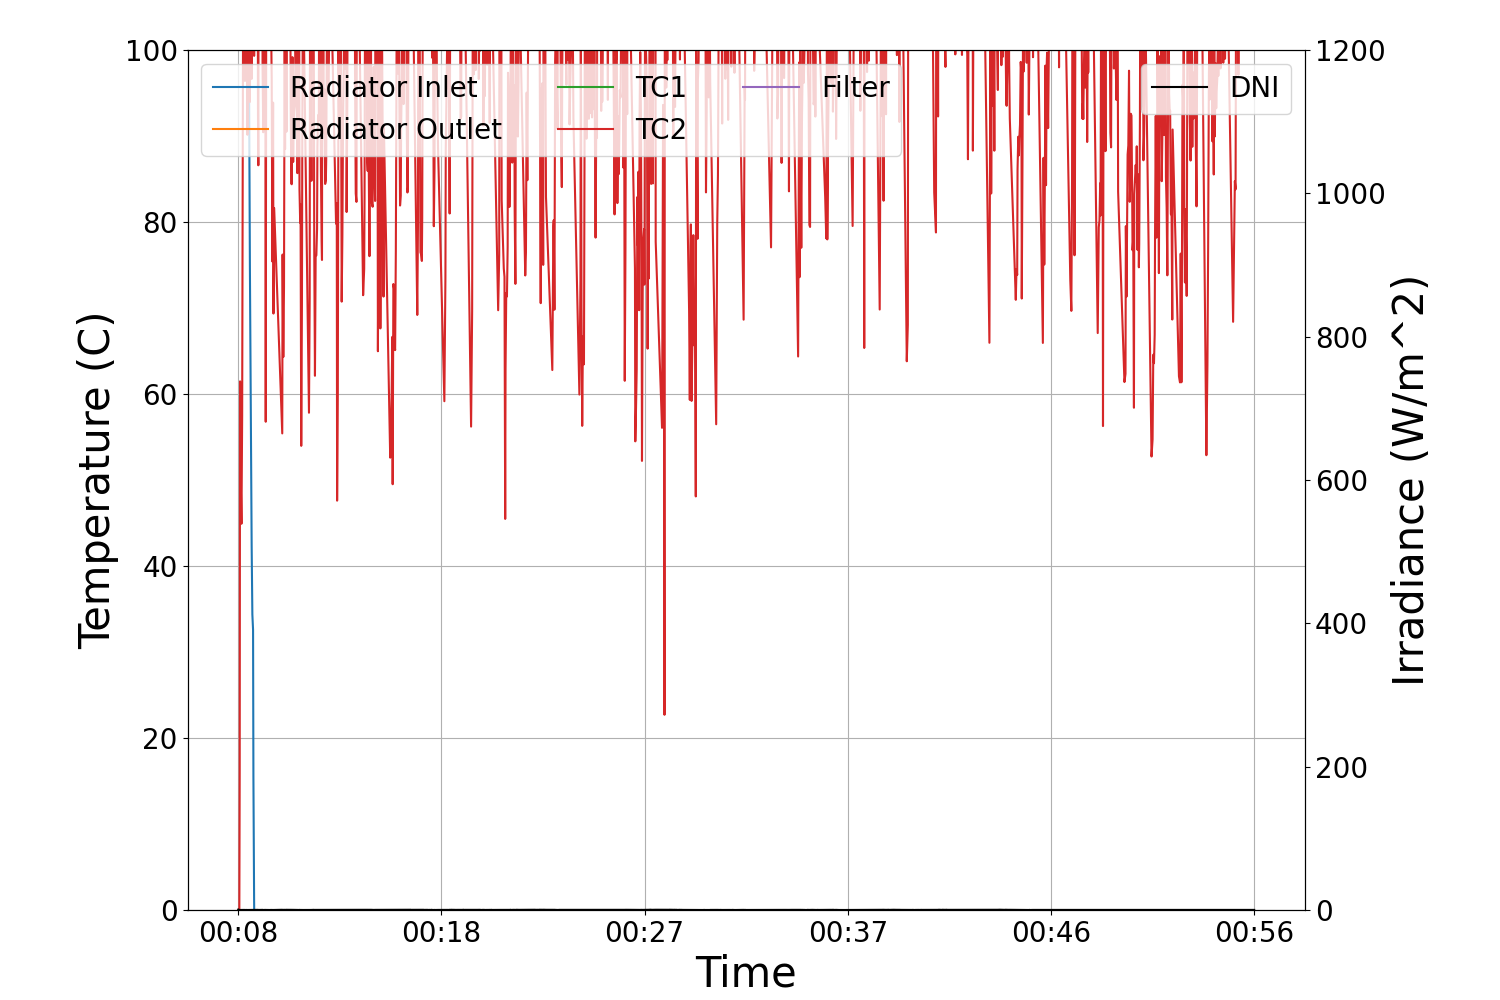 100
80
60
40
20
0
Temperature (C)
Radiator Inlet
Radiator Outlet
TC1
TC2
Filter
DNI
1200
1000
800
600
400
200
0
Irradiance (W/m^2)
00:08
00:18
00:27
00:37
00:46
00:56
Time